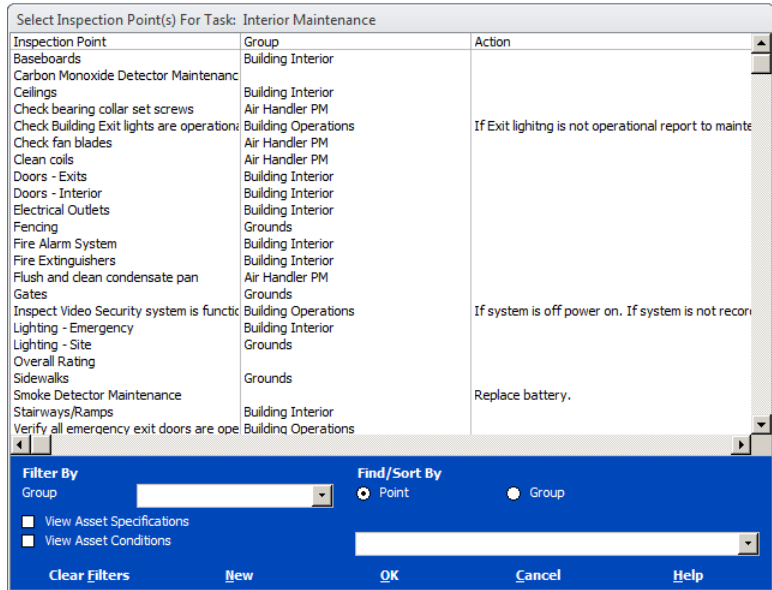 Select Inspection Point(s) For Task: Interior Maintenance
Inspection Point Group Action
Baseboards Building Interior
Carbon Monoxide Detector Maintenanc
Ceilings Building Interior
Check bearing collar set screws Air Handler PM
Check Building Exit lights are operationa Building Operations If Exit lighitng is not operational report to mainte
Check fan blades Air Handler PM
Clean coils Air Handler PM
Doors - Exits Building Interior
Doors - Interior Building Interior
Electrical Outlets Building Interior
Fencing Grounds
Fire Alarm System Building Interior
Fire Extinguishers Building Interior
Flush and clean condensate pan Air Handler PM
Gates Grounds
Inspect Video Security system is functic Building Operations If system is off power on. If system is not record
Lighting - Emergency Building Interior
Lighting - Site Grounds
Overall Rating
Sidewalks Grounds
Smoke Detector Maintenance Replace battery.
Stairways/Ramps Building Interior
Verify all emergency exit doors are ope Building Operations
Filter By Find/Sort By
Group Point Group
View Asset Specifications
View Asset Conditions
Clear Filters New OK Cancel Help